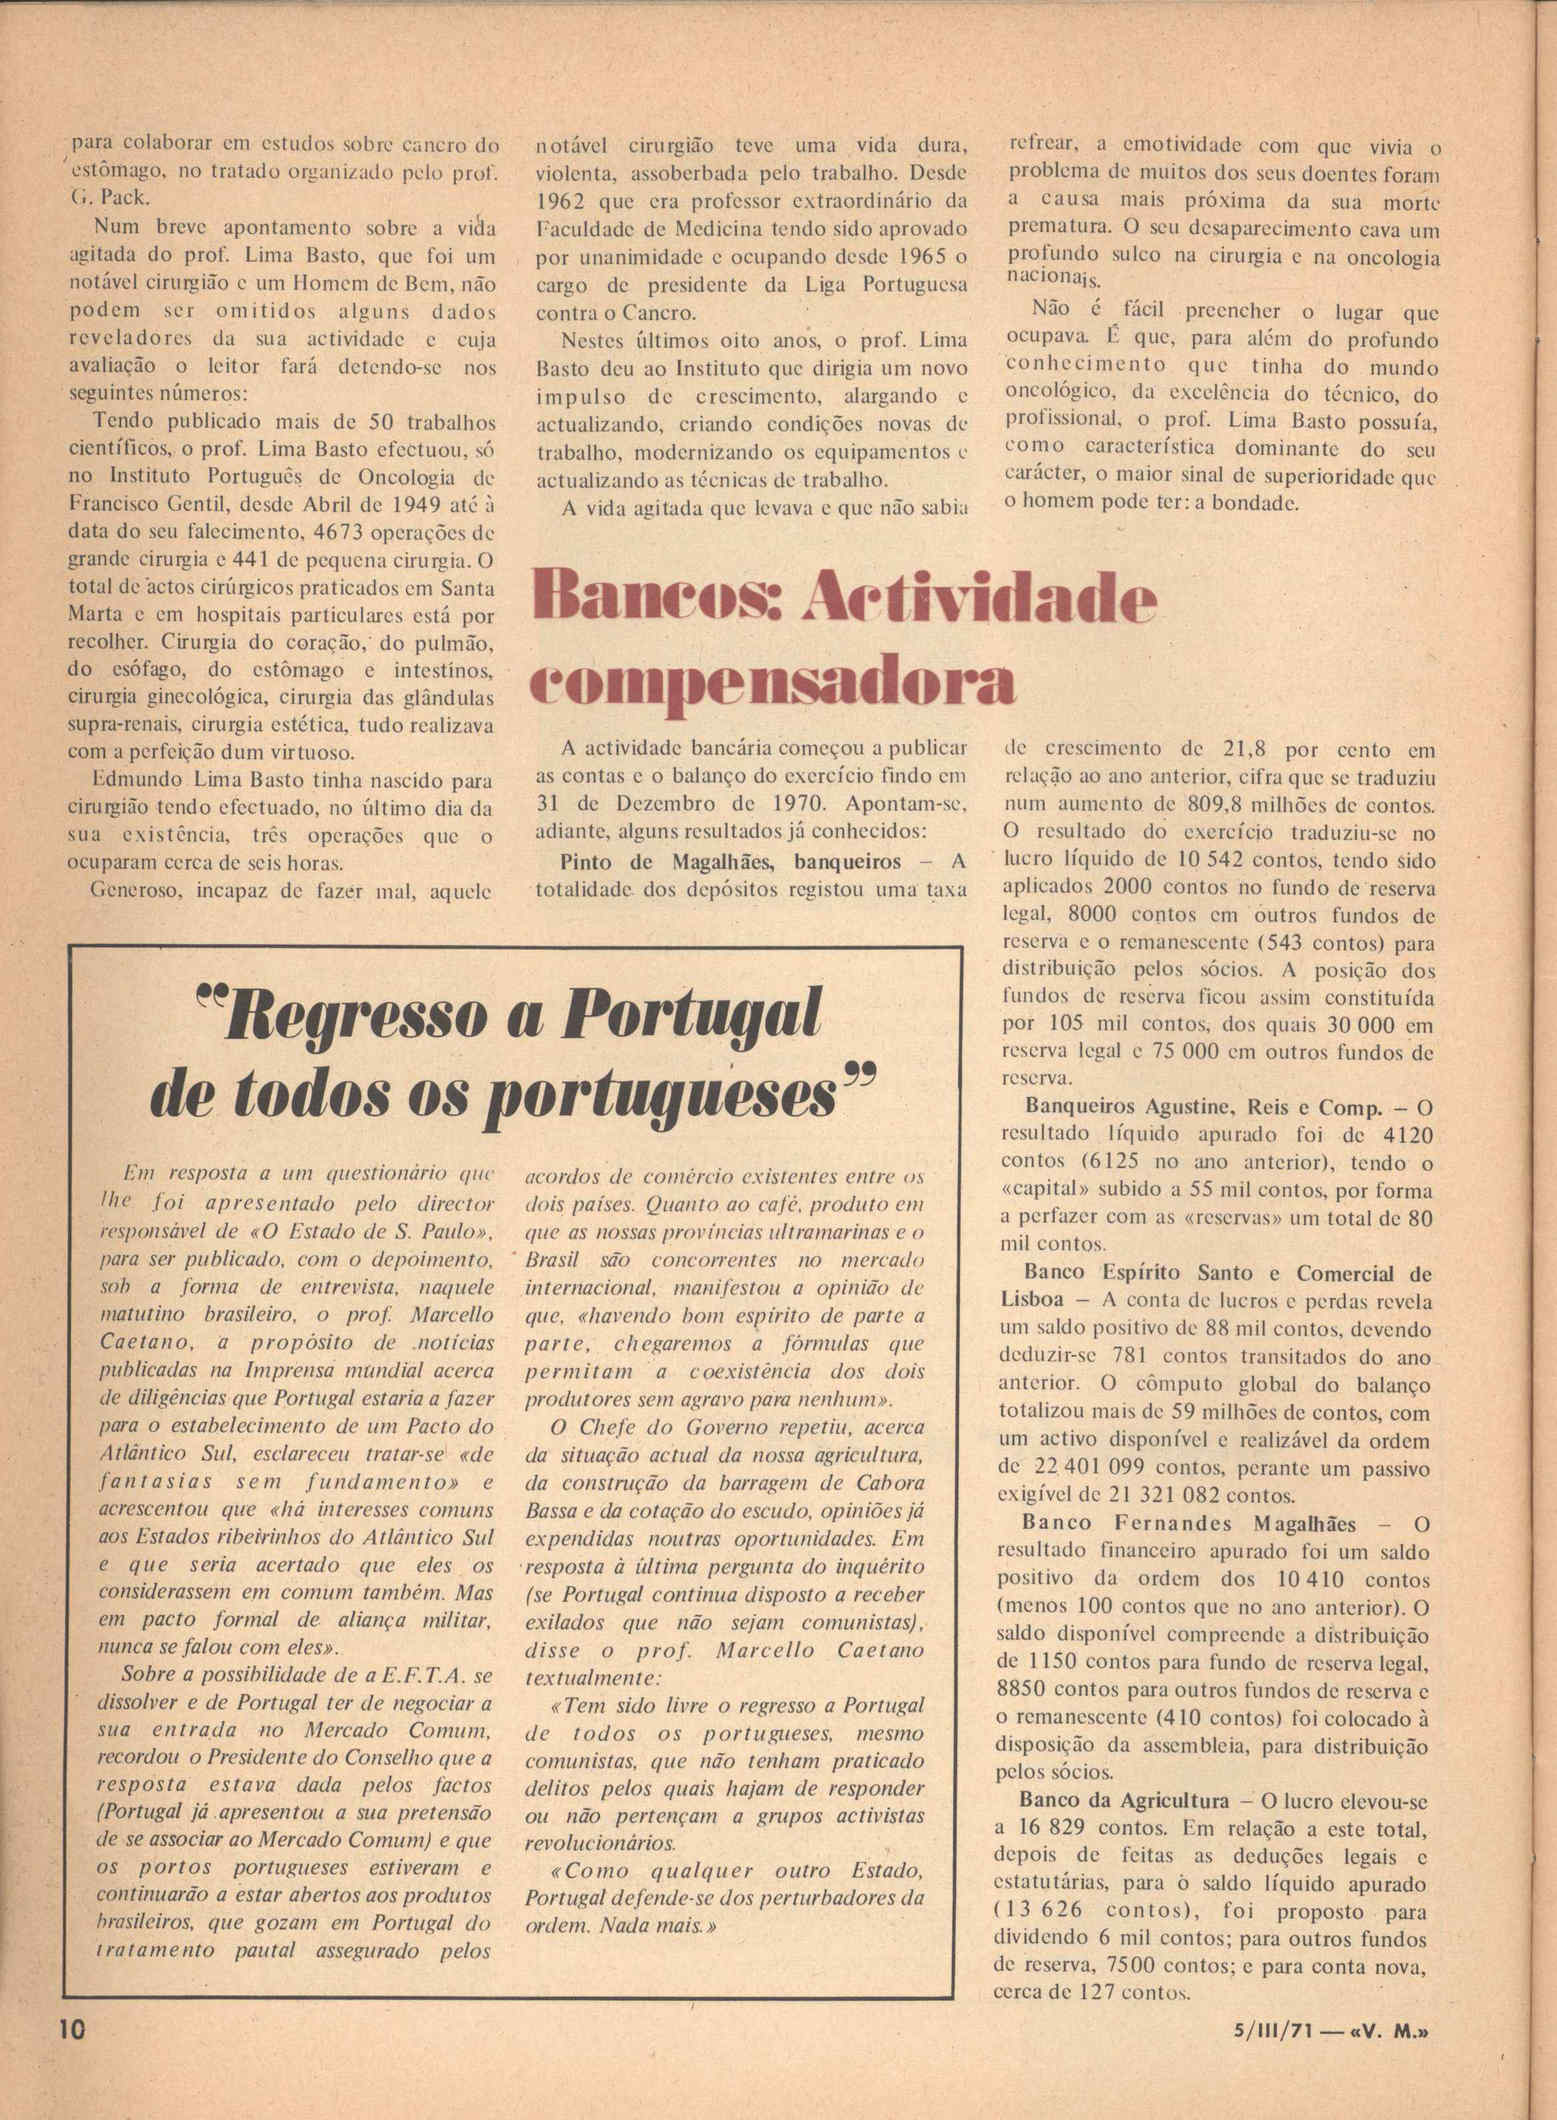 para colaborar em estudos sobre cancro do
estômago, no tratado organizado pelo prof.
G. Pack.
Num breve apontamento sobre a vida
agitada do prof. Lima Basto, que foi um
notável cirurgião e um Homem de Bem, não
podem ser omitidos alguns dados
reveladores da sua actividade e cuja
avaliação o leitor fará detendo-se nos
seguintes números:
Tendo publicado mais de 50 trabalhos
científicos, o prof. Lima Basto efectuou, só
no Instituto Português de Oncologia de
Francisco Gentil, desde Abril de 1949 até à
data do seu falecimento, 4673 operações de
grande cirurgia e 441 de pequena cirurgia. O
total de actos cirúrgicos praticados em Santa
Marta e em hospitais particulares está por
recolher. Cirurgia do coração, do pulmão,
do esófago, do estômago e intestinos,
cirurgia ginecológica, cirurgia das glândulas
supra-renais, cirurgia estética, tudo realizava
com a perfeição dum virtuoso.
Edmundo Lima Basto tinha nascido para
cirurgião tendo efectuado, no último dia da
sua existência, três operações que o
ocuparam cerca de seis horas.
Generoso, incapaz de fazer mal, aquele
notável cirurgião teve uma vida dura,
violenta, assoberbada pelo trabalho. Desde
1962 que era professor extraordinário da
Faculdade de Medicina tendo sido aprovado
por unanimidade e ocupando desde 1965 o
cargo de presidente da Liga Portuguesa
contra o Cancro.
Nestes últimos oito anos, o prof. Lima
Basto deu ao Instituto que dirigia um novo
impulso de crescimento, alargando e
actualizando, criando condições novas de
trabalho, modernizando os equipamentos e
actualizando as técnicas de trabalho.
A vida agitada que levava e que não sabia
refrear, a emotividade com que vivia o
problema de muitos dos seus doentes foram
a causa mais próxima da sua morte
prematura. O seu desaparecimento cava um
profundo sulco na cirurgia e na oncologia
nacionais.
Não é fácil preencher o lugar que
ocupava. É que, para além do profundo
conhecimento que tinha do mundo
oncológico, da excelência do técnico, do
profissional, o prof. Lima Basto possuía,
como característica dominante do seu
carácter, o maior sinal de superioridade que
o homem pode ter: a bondade.
Bancos: Actividade
compensadora
A actividade bancária começou a publicar
as contas e o balanço do exercício findo em
31 de Dezembro de 1970. Apontam-se,
adiante, alguns resultados já conhecidos:
Pinto de Magalhães, banqueiros – A
totalidade dos depósitos registou uma taxa
de crescimento de 21,8 por cento em
relação ao ano anterior, cifra que se traduziu
num aumento de 809,8 milhões de contos.
O resultado do exercício traduziu-se no
lucro líquido de 10 542 contos, tendo sido
aplicados 2000 contos no fundo de reserva
legal, 8000 contos em outros fundos de
reserva e o remanescente (543 contos) para
distribuição pelos sócios. A posição dos
fundos de reserva ficou assim constituída
por 105 mil contos, dos quais 30 000 em
reserva legal e 75 000 em outros fundos de
reserva.
Banqueiros Agustine, Reis e Comp. – O
resultado líquido apurado foi de 4120
contos (6125 no ano anterior), tendo o
«capital» subido a 55 mil contos, por forma
a perfazer com as «reservas» um total de 80
mil contos.
Banco Espírito Santo e Comercial de
Lisboa – A conta de lucros e perdas revela
um saldo positivo de 88 mil contos, devendo
deduzir-se 781 contos transitados do ano
anterior. O cômputo global do balanço
totalizou mais de 59 milhões de contos, com
um activo disponível e realizável da ordem
de 22 401 099 contos, perante um passivo
exigível de 21 321 082 contos.
Banco Fernandes Magalhães – O
resultado financeiro apurado foi um saldo
positivo da ordem dos 10 410 contos
(menos 100 contos que no ano anterior). O
saldo disponível compreende a distribuição
de 1150 contos para fundo de reserva legal,
8850 contos para outros fundos de reserva e
o remanescente (410 contos) foi colocado à
disposição da assembleia, para distribuição
pelos sócios.
Banco da Agricultura – O lucro elevou-se
a 16 829 contos. Em relação a este total,
depois de feitas as deduções legais e
estatutárias, para o saldo líquido apurado
(13 626 contos), foi proposto para
dividendo 6 mil contos; para outros fundos
de reserva, 7500 contos; e para conta nova,
cerca de 127 contos.
"Regresso a Portugal
de todos os portugueses"
Em resposta a um questionário que
lhe foi apresentado pelo director
responsável de «O Estado de S. Paulo»,
para ser publicado, com o depoimento,
sob a forma de entrevista, naquele
matutino brasileiro, o prof. Marcello
Caetano, a propósito de notícias
publicadas na Imprensa mundial acerca
de diligências que Portugal estaria a fazer
para o estabelecimento de um Pacto do
Atlântico Sul, esclareceu tratar-se «de
fantasias sem fundamento» e
acrescentou que «há interesses comuns
aos Estados ribeirinhos do Atlântico Sul
e que seria acertado que eles os
considerassem em comum também. Mas
em pacto formal de aliança militar,
nunca se falou com eles».
Sobre a possibilidade de a E.F.T.A. se
dissolver e de Portugal ter de negociar a
sua entrada no Mercado Comum,
recordou o Presidente do Conselho que a
resposta estava dada pelos factos
(Portugal já apresentou a sua pretensão
de se associar ao Mercado Comum) e que
os portos portugueses estiveram e
continuarão a estar abertos aos produtos
brasileiros, que gozam em Portugal do
tratamento pautal assegurado pelos
acordos de comércio existentes entre os
dois países. Quanto ao café, produto em
que as nossas províncias ultramarinas e o
Brasil são concorrentes no mercado
internacional, manifestou a opinião de
que, «havendo bom espírito de parte a
parte, chegaremos a fórmulas que
permitam a coexistência dos dois
produtores sem agravo para nenhum».
O Chefe do Governo repetiu, acerca
da situação actual da nossa agricultura,
da construção da barragem de Cabora
Bassa e da cotação do escudo, opiniões já
expendidas noutras oportunidades. Em
resposta à última pergunta do inquérito
(se Portugal continua disposto a receber
exilados que não sejam comunistas),
disse o prof. Marcello Caetano
textualmente:
«Tem sido livre o regresso a Portugal
de todos os portugueses, mesmo
comunistas, que não tenham praticado
delitos pelos quais hajam de responder
ou não pertençam a grupos activistas
revolucionários.
«Como qualquer outro Estado,
Portugal defende-se dos perturbadores da
ordem. Nada mais.»
10
5/III/71 — «V. M.»